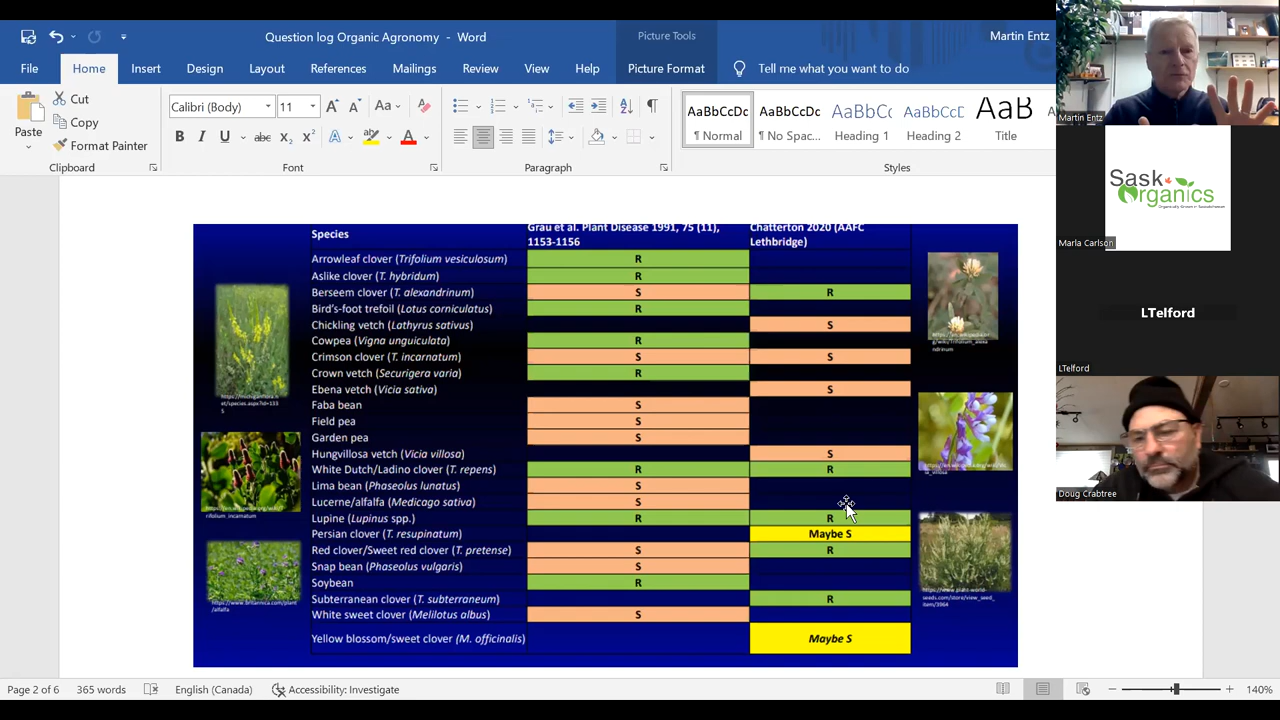 Question log Organic Agronomy - Word
Picture Tools
Martin Entz
File
Home
Insert
Design
Layout
References
Mailings
Review
View
Help
Picture Format
Tell me what you want to do
Paste
Cut
Copy
Format Painter
Clipboard
Calibri (Body)
11
Font
Paragraph
AaBbCcDc
¶ Normal
AaBbCcDc
¶ No Spac...
AaBbCc
Heading 1
AaBbCcD
Heading 2
AaB
Title
Styles
Species
Grau et al. Plant Disease 1991, 75 (11), 1153-1156
Chatterton 2020 (AAFC Lethbridge)
Arrowleaf clover (Trifolium vesiculosum) R
Aslike clover (T. hybridum) R
Berseem clover (T. alexandrinum) S R
Bird's-foot trefoil (Lotus corniculatus) R
Chickling vetch (Lathyrus sativus) S
Cowpea (Vigna unguiculata) R
Crimson clover (T. incarnatum) S S
Crown vetch (Securigera varia) R
Ebena vetch (Vicia sativa) S
Faba bean S
Field pea S
Garden pea S
Hungvillosa vetch (Vicia villosa) S
White Dutch/Ladino clover (T. repens) R R
Lima bean (Phaseolus lunatus) S
Lucerne/alfalfa (Medicago sativa) S
Lupine (Lupinus spp.) R R
Persian clover (T. resupinatum) Maybe S
Red clover/Sweet red clover (T. pretense) S R
Snap bean (Phaseolus vulgaris) S
Soybean R
Subterranean clover (T. subterraneum) R
White sweet clover (Melilotus albus) S
Yellow blossom/sweet clover (M. officinalis) Maybe S
Page 2 of 6
365 words
English (Canada)
Accessibility: Investigate
140%
Martin Entz
Sask
Organics
Marla Carlson
LTelford
LTelford
Doug Crabtree